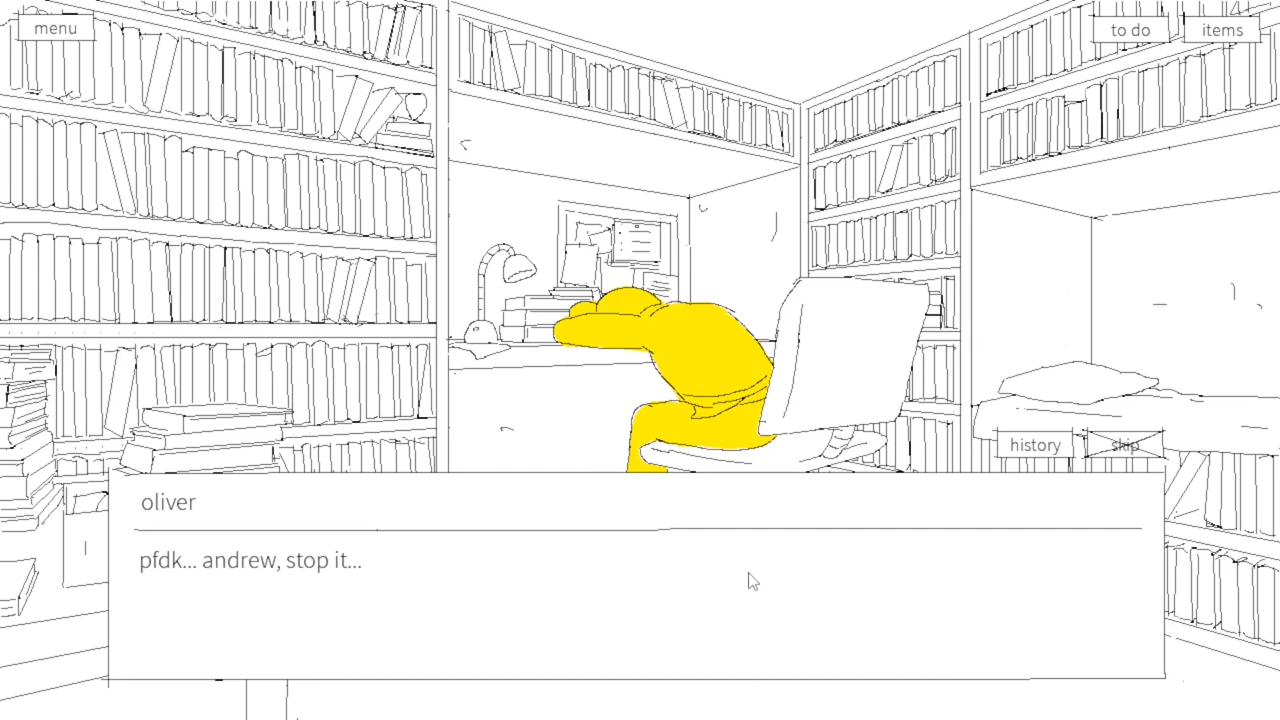 menu
to do
items
history
skip
oliver
pfdk... andrew, stop it...